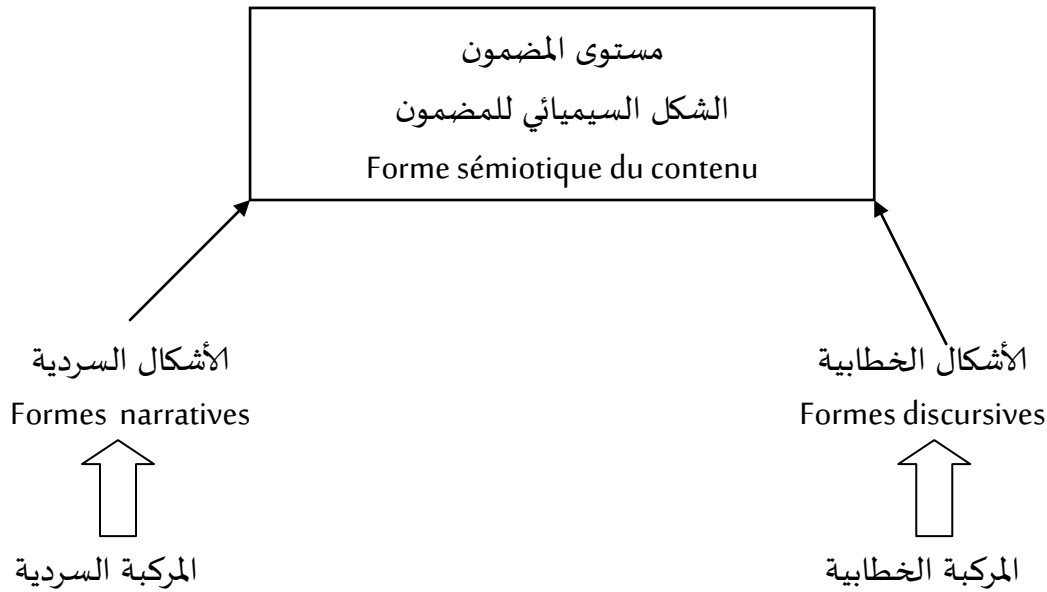 مستوى المضمون
الشكل السيميائي للمضمون
Forme sémiotique du contenu
الأشكال الخطابية
Formes discursives
المركبة الخطابية
الأشكال السردية
Formes narratives
المركبة السردية